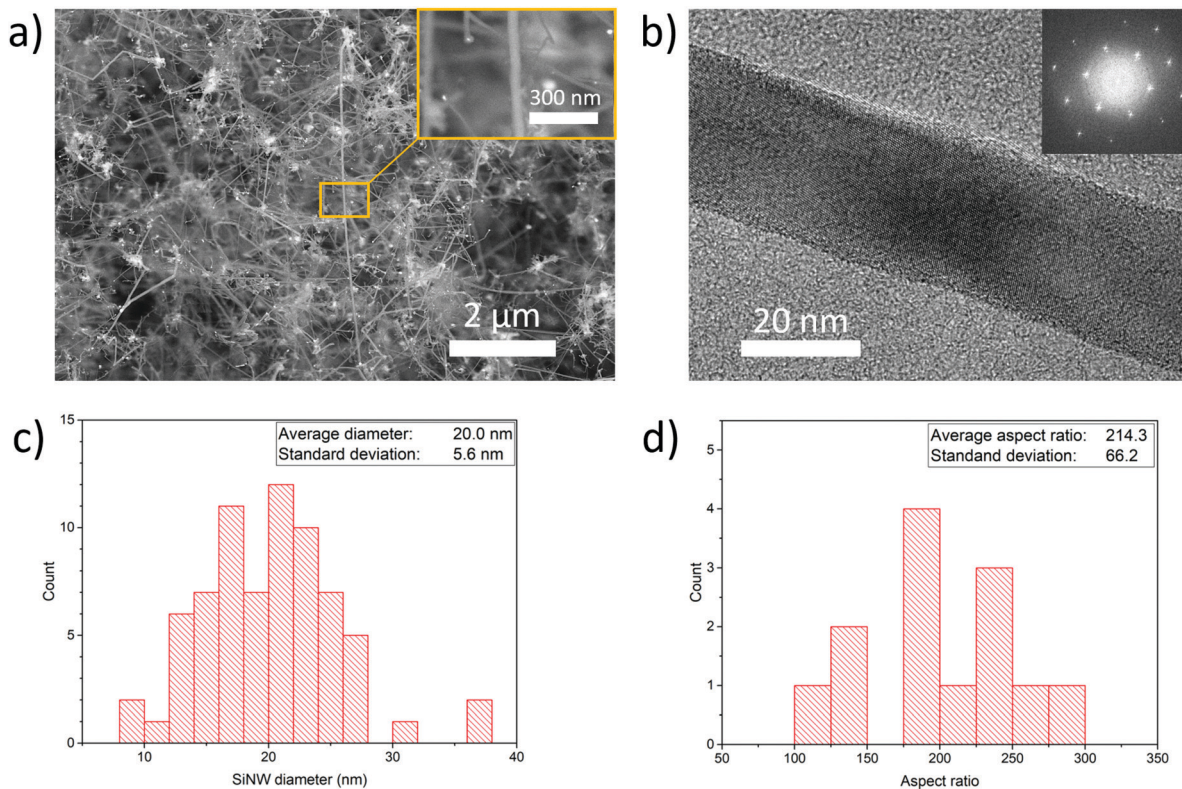 a)
300 nm
2 µm
b)
20 nm
c)
Average diameter: 20.0 nm
Standard deviation: 5.6 nm
15
10
5
0
Count
10 20 30 40
SiNW diameter (nm)
d)
Average aspect ratio: 214.3
Standand deviation: 66.2
5
4
3
2
1
0
Count
50 100 150 200 250 300 350
Aspect ratio